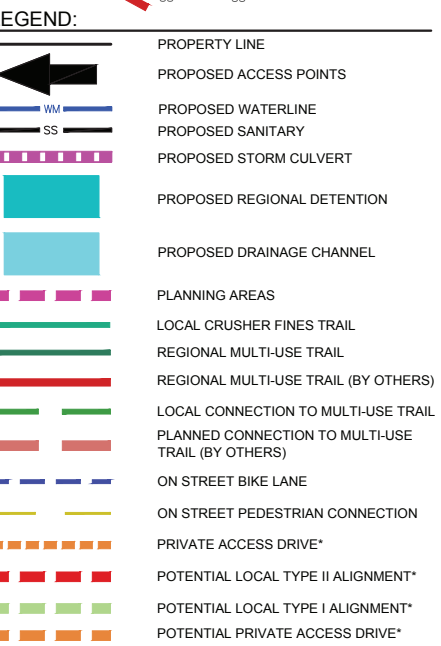 EGEND:
PROPERTY LINE
PROPOSED ACCESS POINTS
WM PROPOSED WATERLINE
SS PROPOSED SANITARY
PROPOSED STORM CULVERT
PROPOSED REGIONAL DETENTION
PROPOSED DRAINAGE CHANNEL
PLANNING AREAS
LOCAL CRUSHER FINES TRAIL
REGIONAL MULTI-USE TRAIL
REGIONAL MULTI-USE TRAIL (BY OTHERS)
LOCAL CONNECTION TO MULTI-USE TRAIL
PLANNED CONNECTION TO MULTI-USE
TRAIL (BY OTHERS)
ON STREET BIKE LANE
ON STREET PEDESTRIAN CONNECTION
PRIVATE ACCESS DRIVE*
POTENTIAL LOCAL TYPE II ALIGNMENT*
POTENTIAL LOCAL TYPE I ALIGNMENT*
POTENTIAL PRIVATE ACCESS DRIVE*